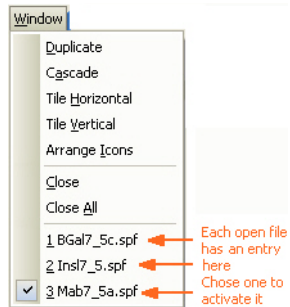 Window
Duplicate
Cascade
Tile Horizontal
Tile Vertical
Arrange Icons
Close
Close All
1 BGal7_5c.spf
2 Insl7_5.spf
3 Mab7_5a.spf
Each open file
has an entry
here
Chose one to
activate it